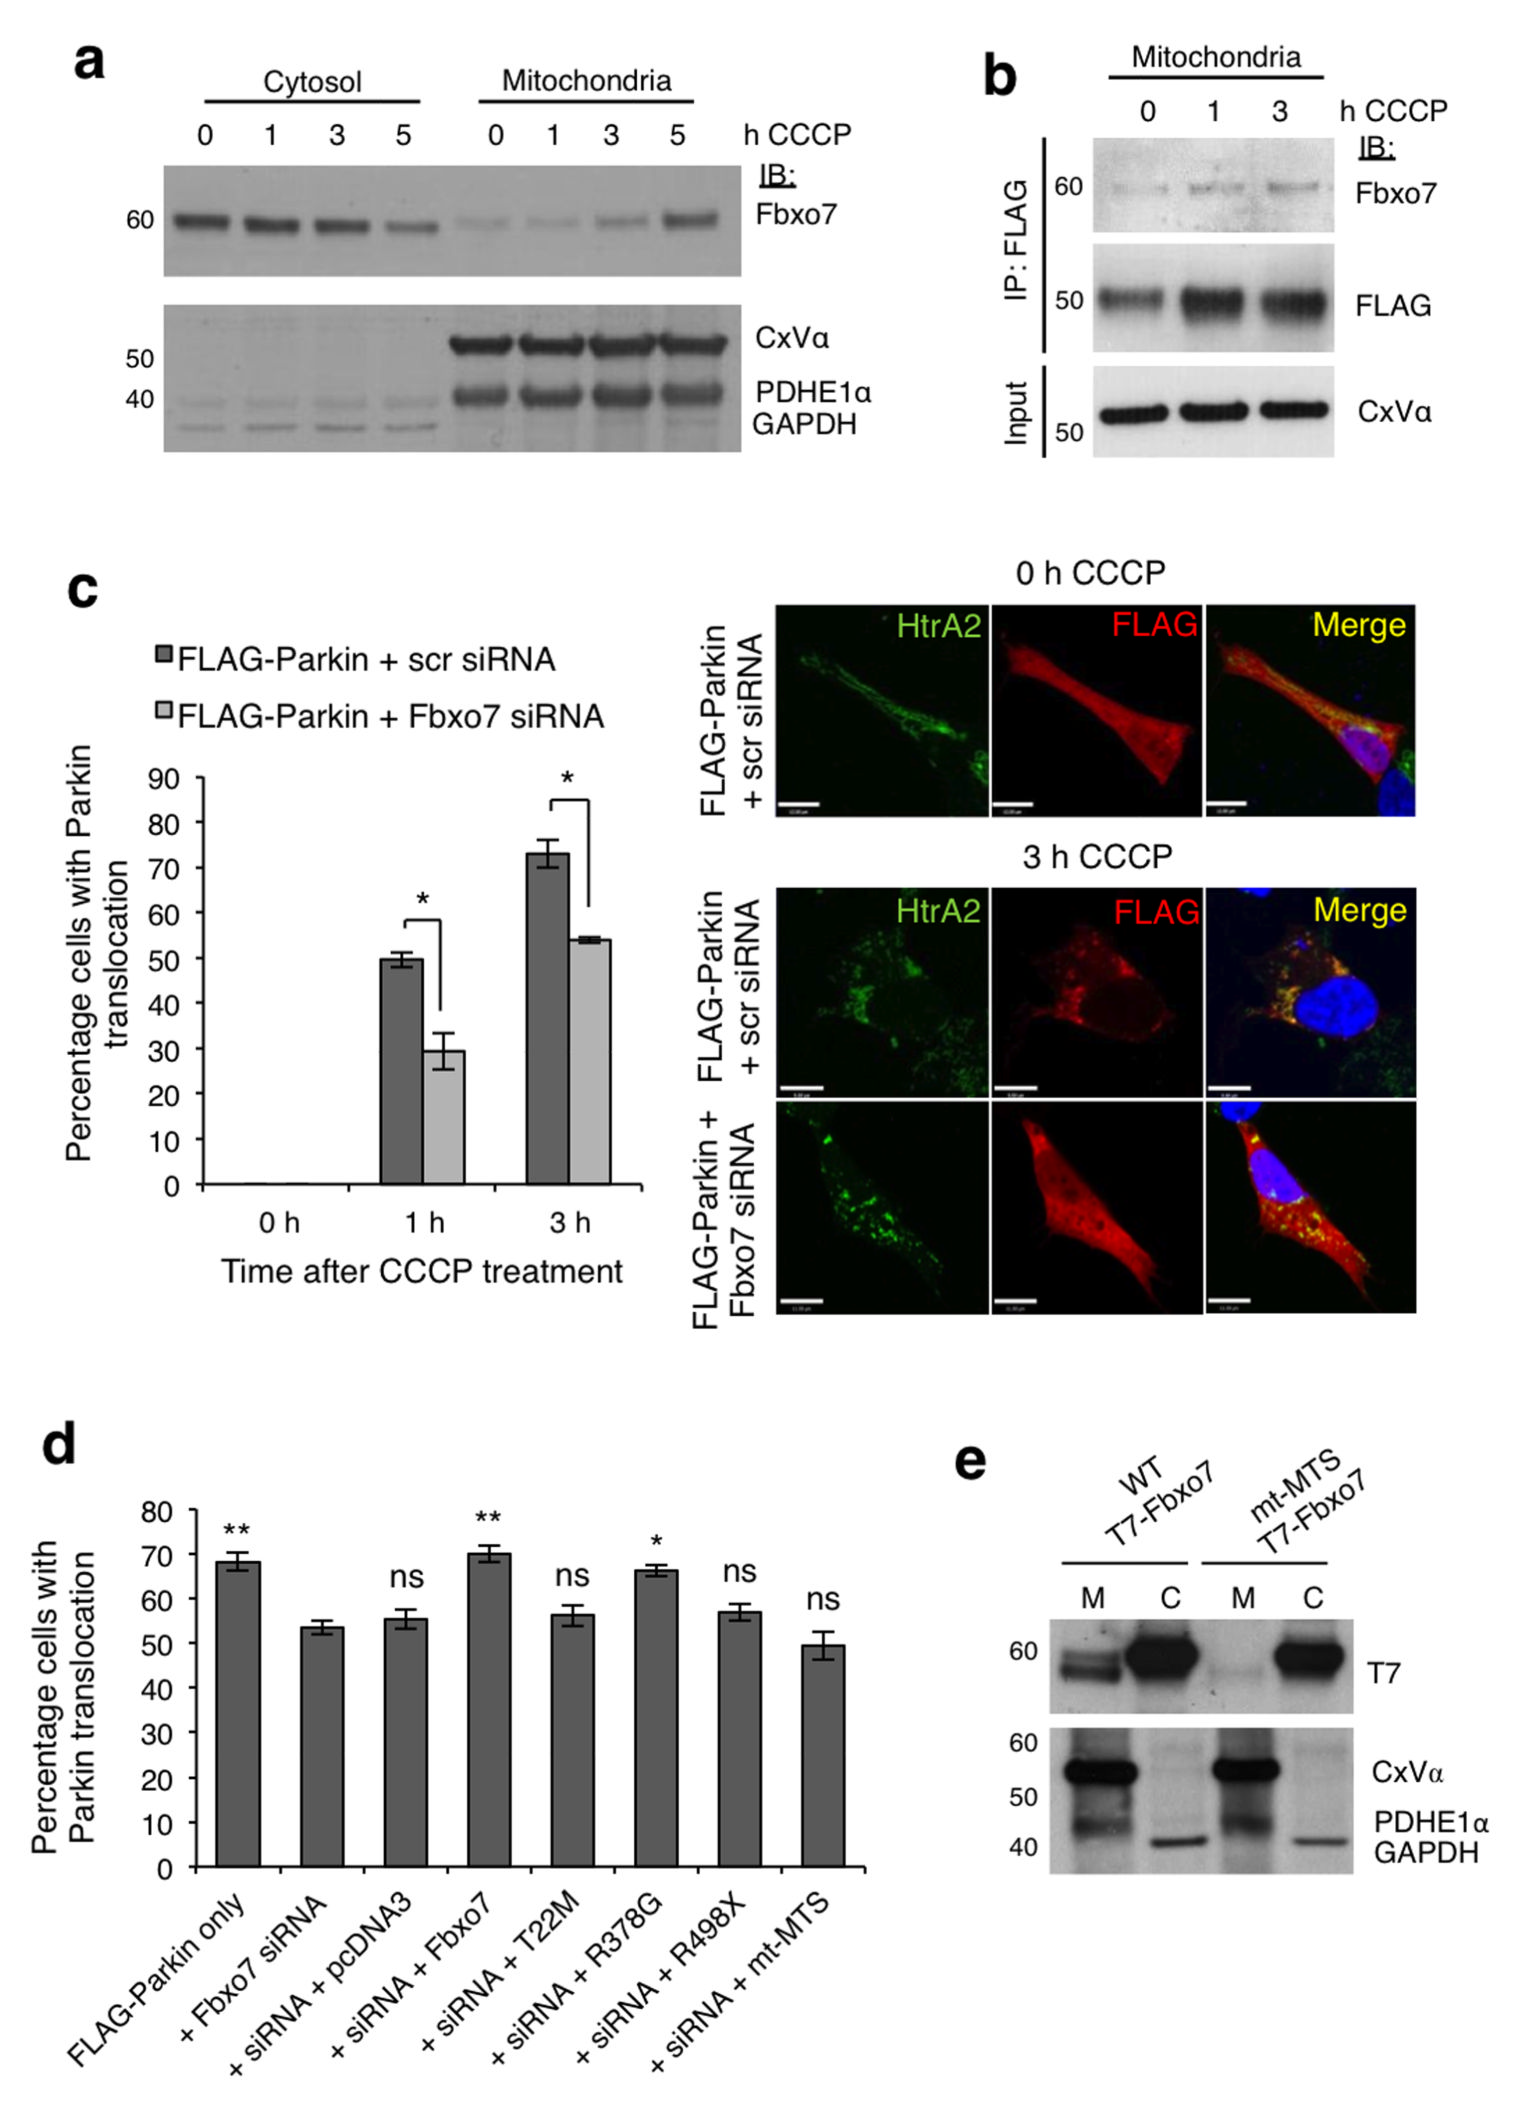 a
Cytosol Mitochondria
0 1 3 5 0 1 3 5 h CCCP
IB:
60 Fbxo7
CxVα
50
40 PDHE1α
GAPDH
b
Mitochondria
0 1 3 h CCCP
IB:
IP: FLAG
60 Fbxo7
50 FLAG
Input
CxVα
50
c
FLAG-Parkin + scr siRNA
FLAG-Parkin + Fbxo7 siRNA
Percentage cells with Parkin
translocation
90
80
70
60
50
40
30
20
10
0
*
*
0 h 1 h 3 h
Time after CCCP treatment
0 h CCCP
FLAG-Parkin
+ scr siRNA
HtrA2 FLAG Merge
3 h CCCP
FLAG-Parkin
+ scr siRNA
HtrA2 FLAG Merge
FLAG-Parkin +
Fbxo7 siRNA
d
Percentage cells with
Parkin translocation
80
70
60
50
40
30
20
10
0
** ns ** ns * ns ns
FLAG-Parkin only
+ Fbxo7 siRNA
+ siRNA + pcDNA3
+ siRNA + Fbxo7
+ siRNA + T22M
+ siRNA + R378G
+ siRNA + R498X
+ siRNA + mt-MTS
e
WT
T7-Fbxo7
mt-MTS
T7-Fbxo7
M C M C
60
T7
60
CxVα
50
PDHE1α
40
GAPDH